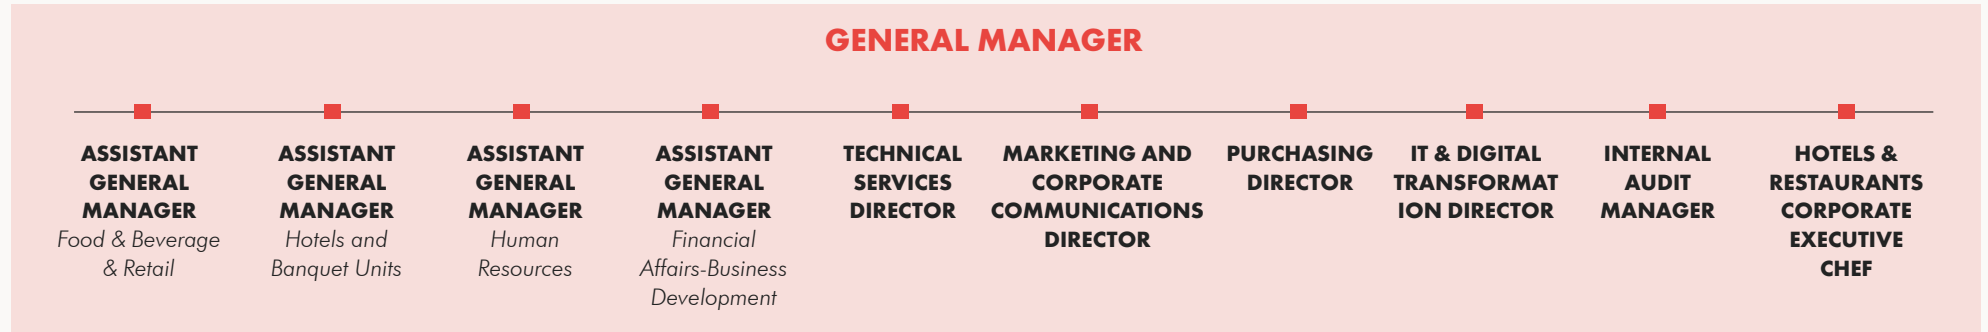 GENERAL MANAGER
ASSISTANT
GENERAL
MANAGER
Food & Beverage
& Retail
ASSISTANT
GENERAL
MANAGER
Hotels and
Banquet Units
ASSISTANT
GENERAL
MANAGER
Human
Resources
ASSISTANT
GENERAL
MANAGER
Financial
Affairs-Business
Development
TECHNICAL
SERVICES
DIRECTOR
MARKETING AND
CORPORATE
COMMUNICATIONS
DIRECTOR
PURCHASING
DIRECTOR
IT & DIGITAL
TRANSFORMAT
ION DIRECTOR
INTERNAL
AUDIT
MANAGER
HOTELS &
RESTAURANTS
CORPORATE
EXECUTIVE
CHEF